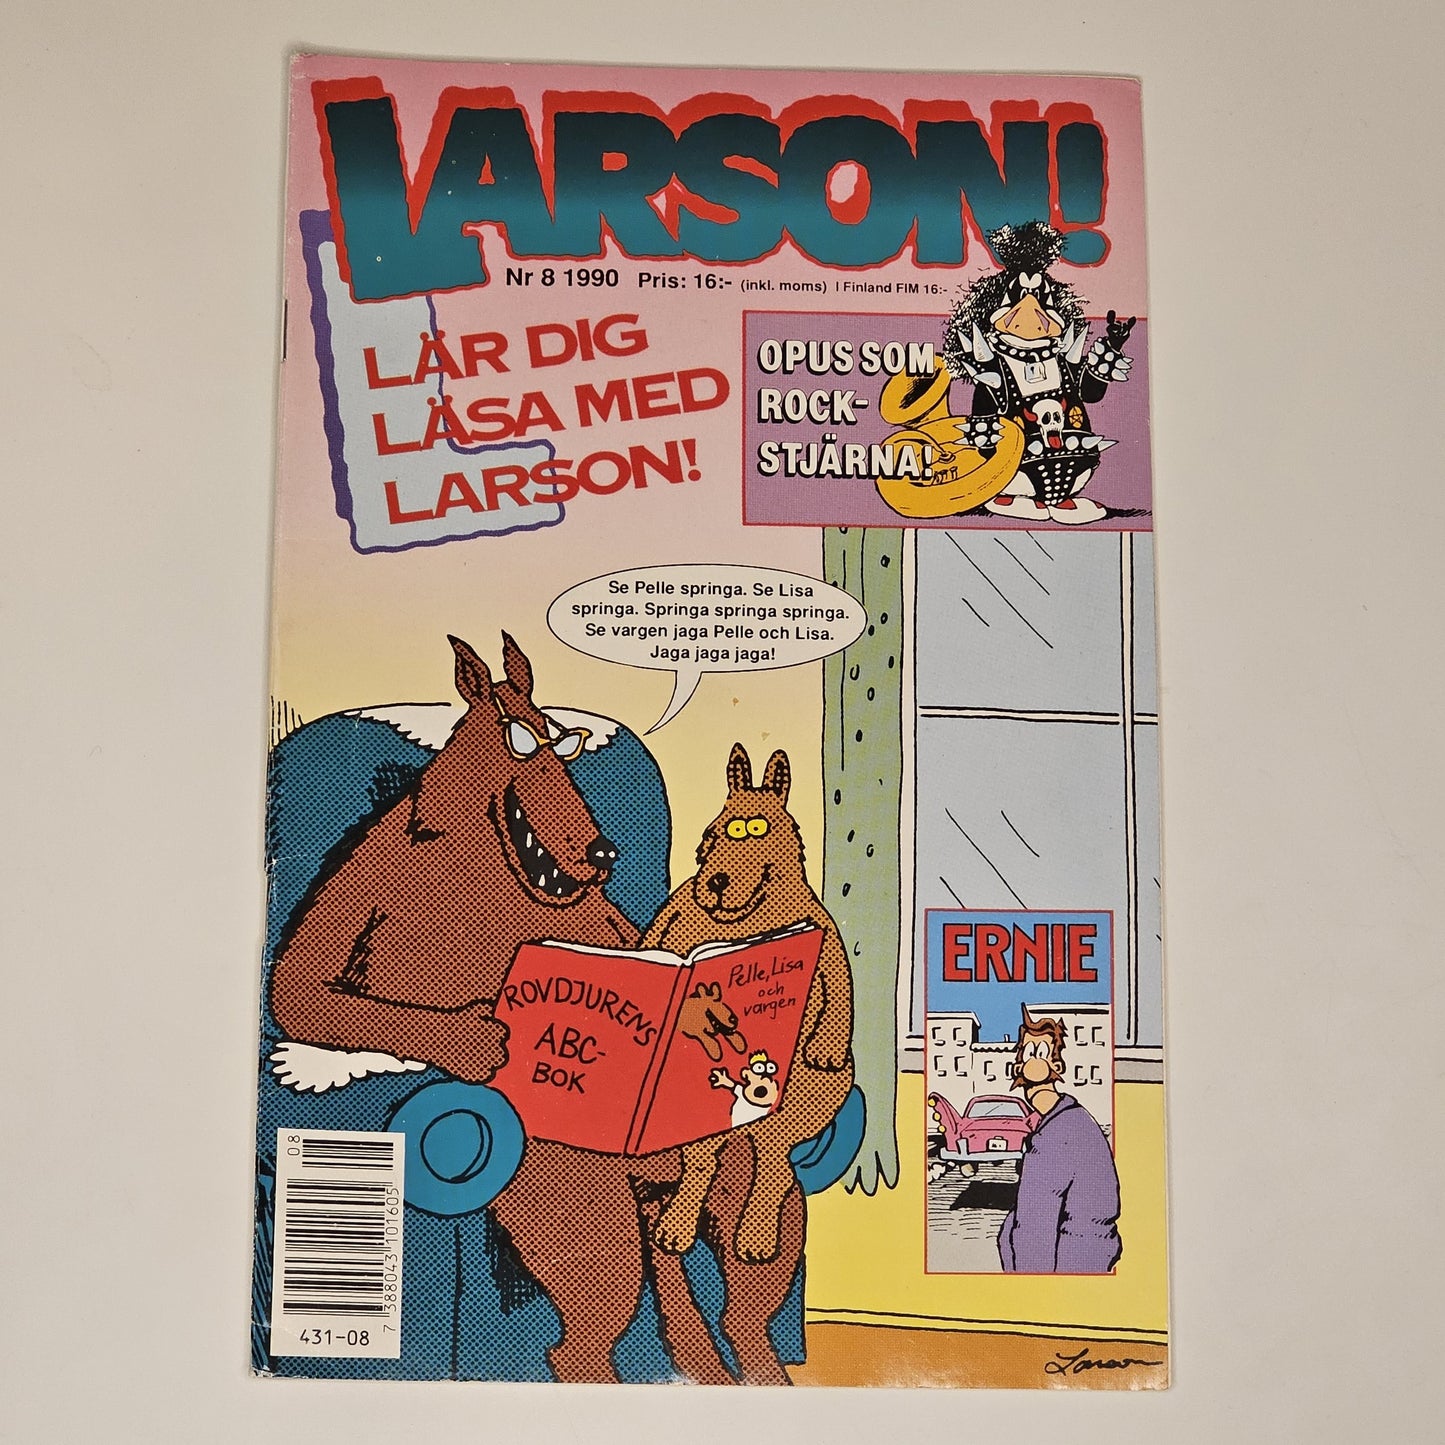 LARSON!
Nr 8 1990 Pris: 16:- (inkl. moms) I Finland FIM 16:-
LÄR DIG
LÄSA MED
LARSON!
OPUS SOM
ROCK-
STJÄRNA!
Se Pelle springa. Se Lisa
springa. Springa springa springa.
Se vargen jaga Pelle och Lisa.
Jaga jaga jaga!
ROVDJURENS
ABC-
BOK
Pelle, Lisa
och
vargen
ERNIE
08
7 388043 101605
431-08
Larson